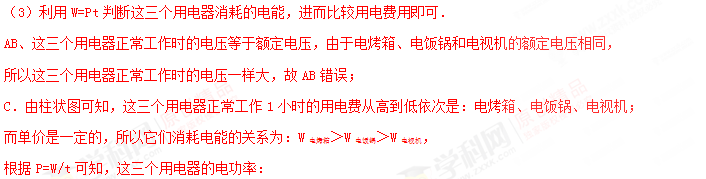 （3）利用 W=Pt 判断这三个用电器消耗的电能，进而比较用电费用即可．
AB、这三个用电器正常工作时的电压等于额定电压，由于电烤箱、电饭锅和电视机的额定电压相同，
所以这三个用电器正常工作时的电压一样大，故 AB 错误；
C．由柱状图可知，这三个用电器正常工作 1 小时的用电费从高到低依次是：电烤箱、电饭锅、电视机；
而单价是一定的，所以它们消耗电能的关系为：W 电烤箱＞W 电饭锅＞W 电视机，
根据 P=W/t 可知，这三个用电器的电功率：